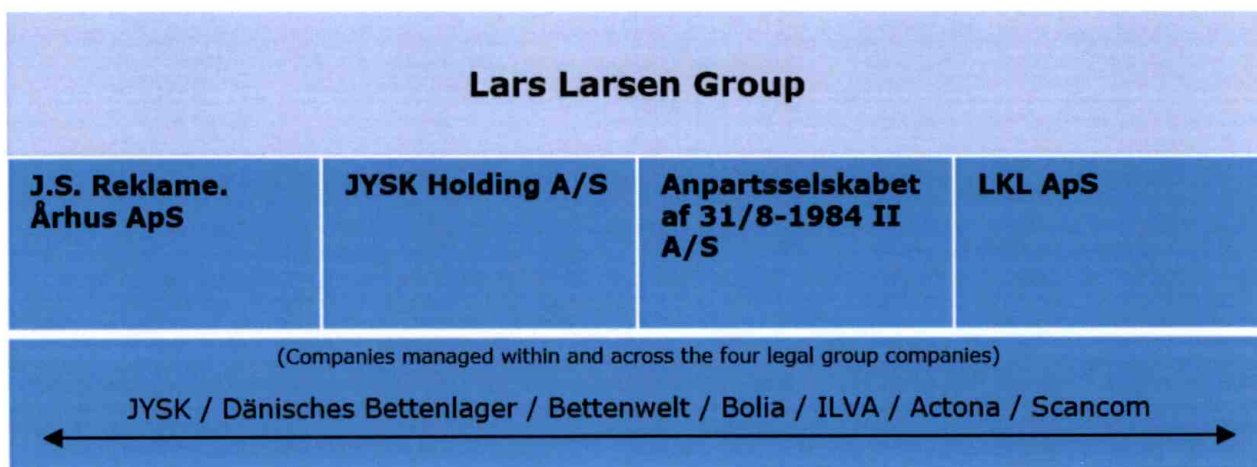 Lars Larsen Group
J.S. Reklame.
Århus ApS
JYSK Holding A/S
Anpartsselskabet
af 31/8-1984 II
A/S
LKL ApS
(Companies managed within and across the four legal group companies)
JYSK / Dänisches Bettenlager / Bettenwelt / Bolia / ILVA / Actona / Scancom